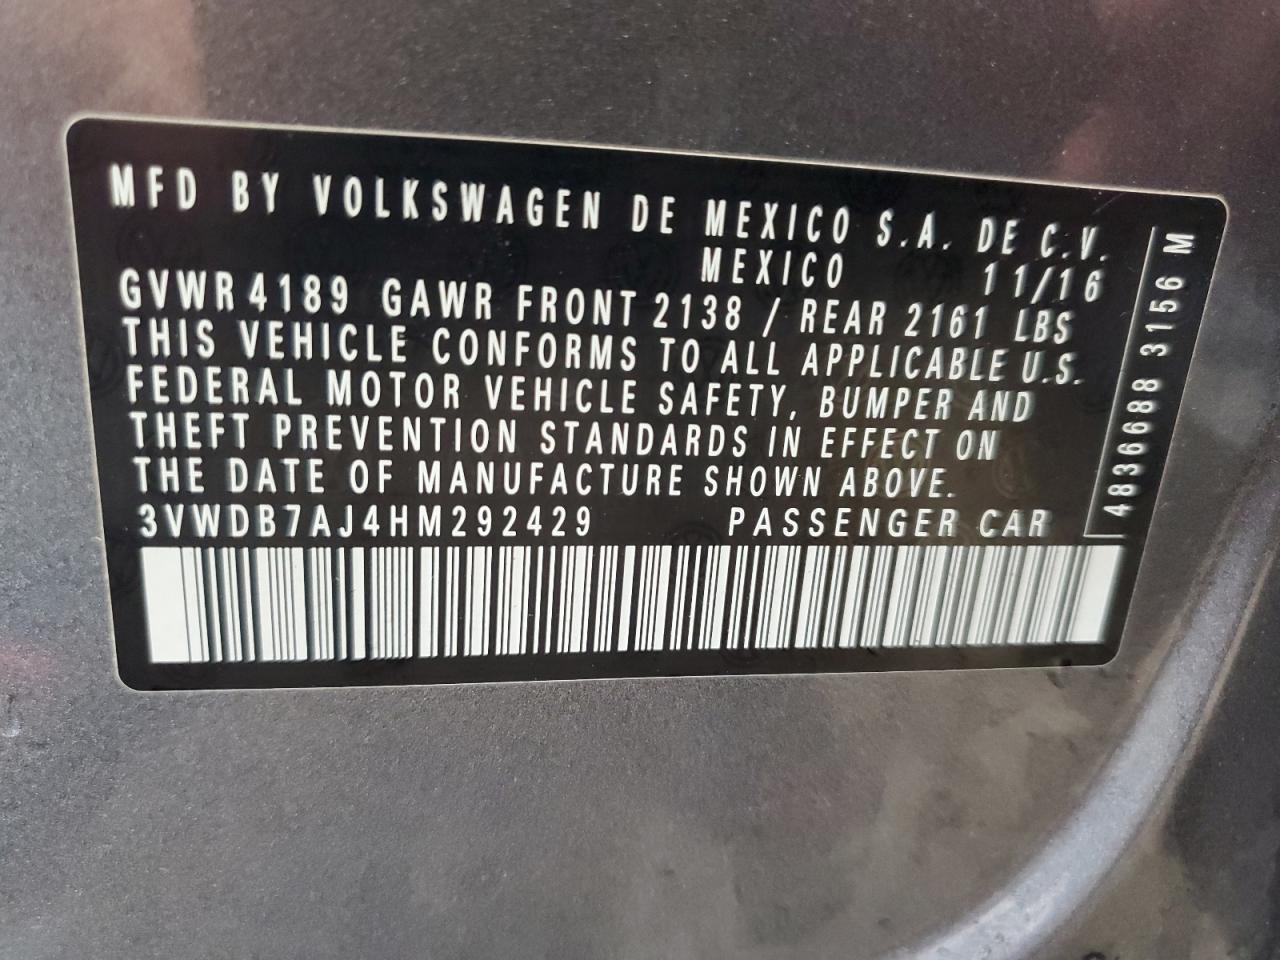 MFD BY VOLKSWAGEN DE MEXICO S.A. DE C.V.
MEXICO 11/16
GVWR 4189 GAWR FRONT 2138 / REAR 2161 LBS
THIS VEHICLE CONFORMS TO ALL APPLICABLE U.S.
FEDERAL MOTOR VEHICLE SAFETY, BUMPER AND
THEFT PREVENTION STANDARDS IN EFFECT ON
THE DATE OF MANUFACTURE SHOWN ABOVE.
3VWDB7AJ4HM292429 PASSENGER CAR
4836688 3156 M